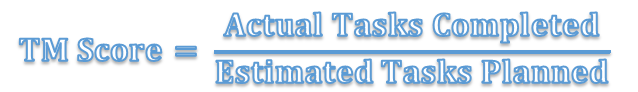 Actual Tasks Completed
TM Score =
Estimated Tasks Planned